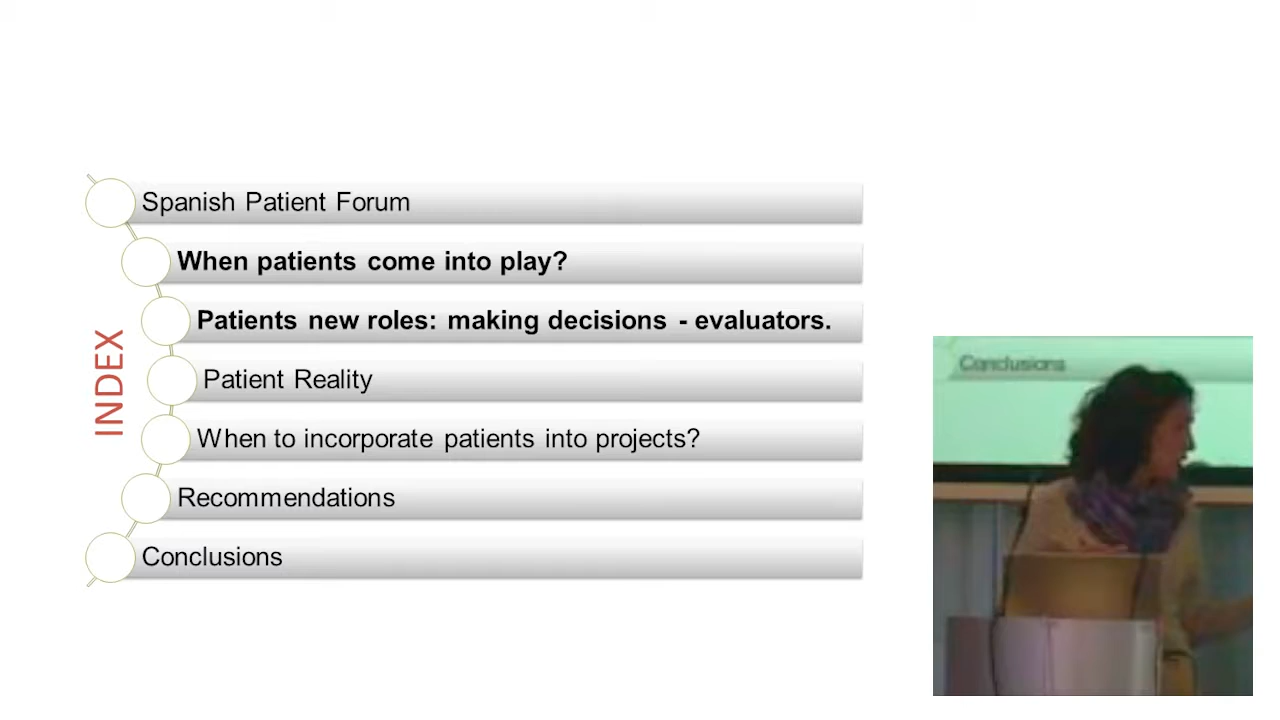 INDEX
Spanish Patient Forum
When patients come into play?
Patients new roles: making decisions - evaluators.
Patient Reality
When to incorporate patients into projects?
Recommendations
Conclusions
Conclusions